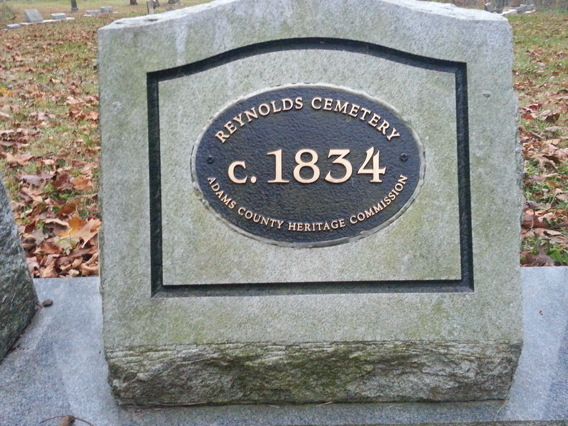 REYNOLDS CEMETERY
c. 1834
ADAMS COUNTY HERITAGE COMMISSION